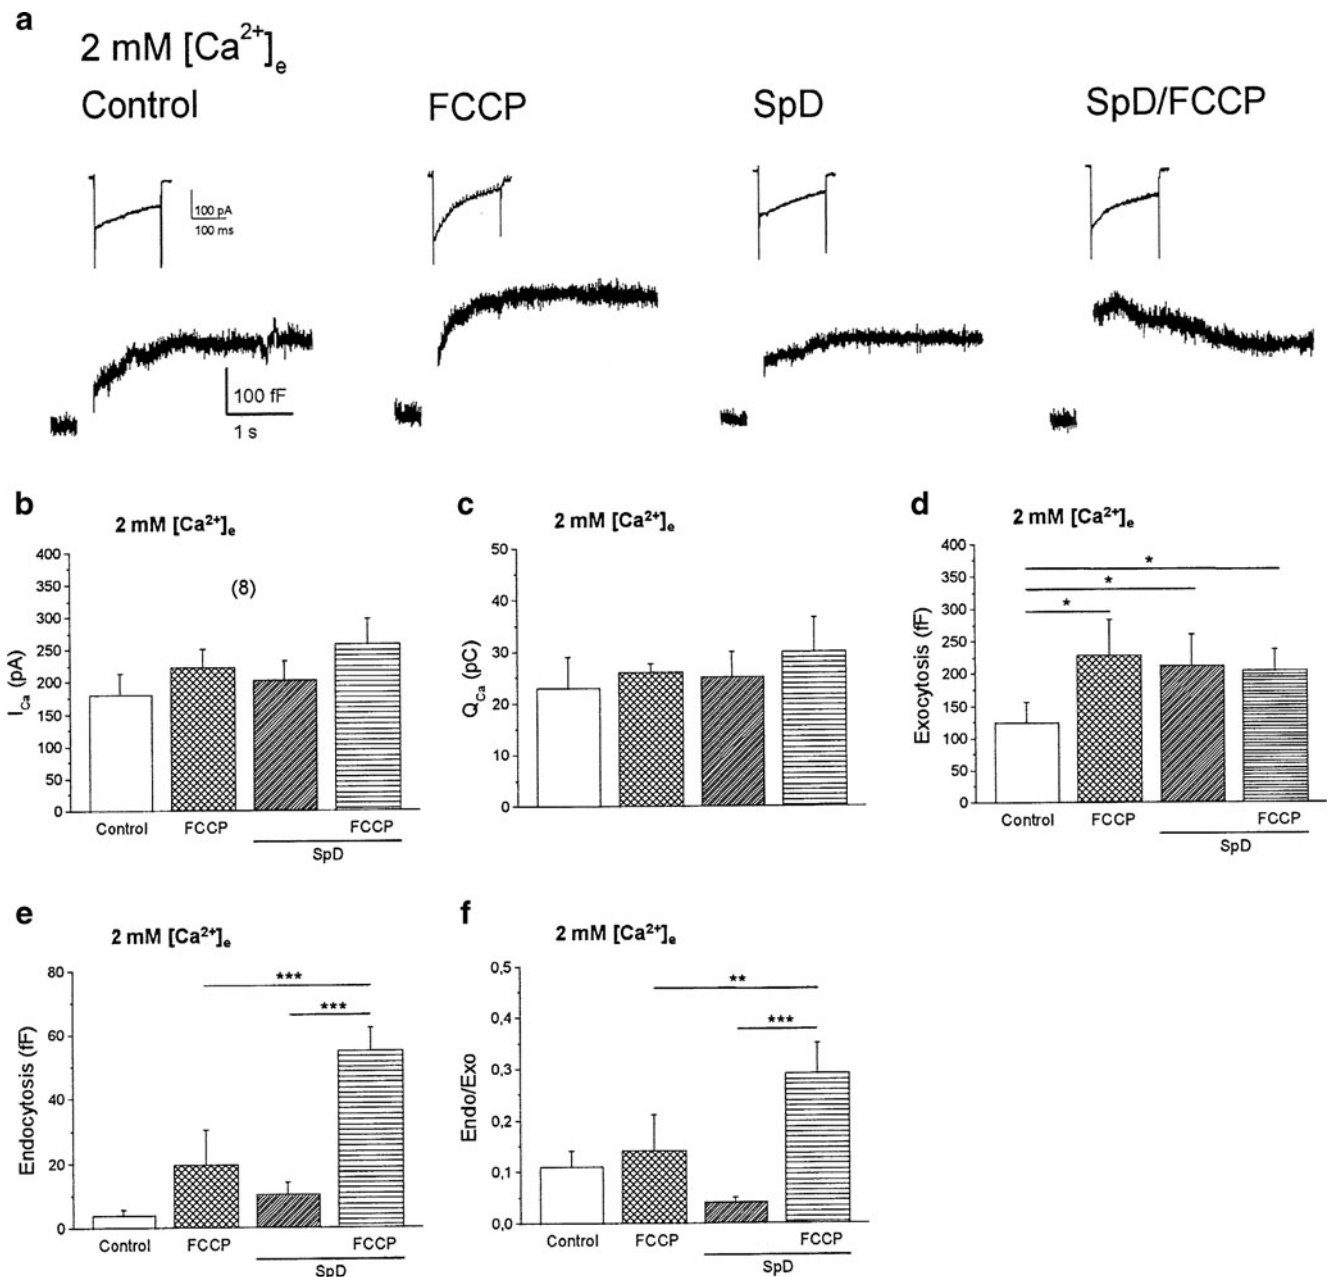 a
2 mM [Ca²⁺]ₑ
Control FCCP SpD SpD/FCCP
100 pA
100 ms
100 fF
1 s
b
2 mM [Ca²⁺]ₑ
(8)
I_Ca (pA)
400
350
300
250
200
150
100
50
0
Control FCCP FCCP
SpD
c
2 mM [Ca²⁺]ₑ
Q_Ca (pC)
50
40
30
20
10
0
d
2 mM [Ca²⁺]ₑ
* * *
Exocytosis (fF)
400
350
300
250
200
150
100
50
0
Control FCCP FCCP
SpD
e
2 mM [Ca²⁺]ₑ
***
***
Endocytosis (fF)
80
60
40
20
0
Control FCCP FCCP
SpD
f
2 mM [Ca²⁺]ₑ
**
***
Endo/Exo
0,5
0,4
0,3
0,2
0,1
0,0
Control FCCP FCCP
SpD